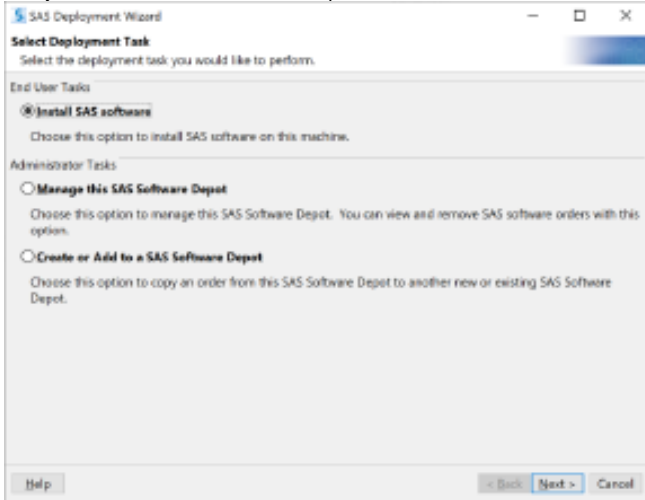 SAS Deployment Wizard
Select Deployment Task
Select the deployment task you would like to perform.
End User Tasks
Install SAS software
Choose this option to install SAS software on this machine.
Administrator Tasks
Manage this SAS Software Depot
Choose this option to manage this SAS Software Depot. You can view and remove SAS software orders with this
option.
Create or Add to a SAS Software Depot
Choose this option to copy an order from this SAS Software Depot to another new or existing SAS Software
Depot.
Help
< Back Next > Cancel